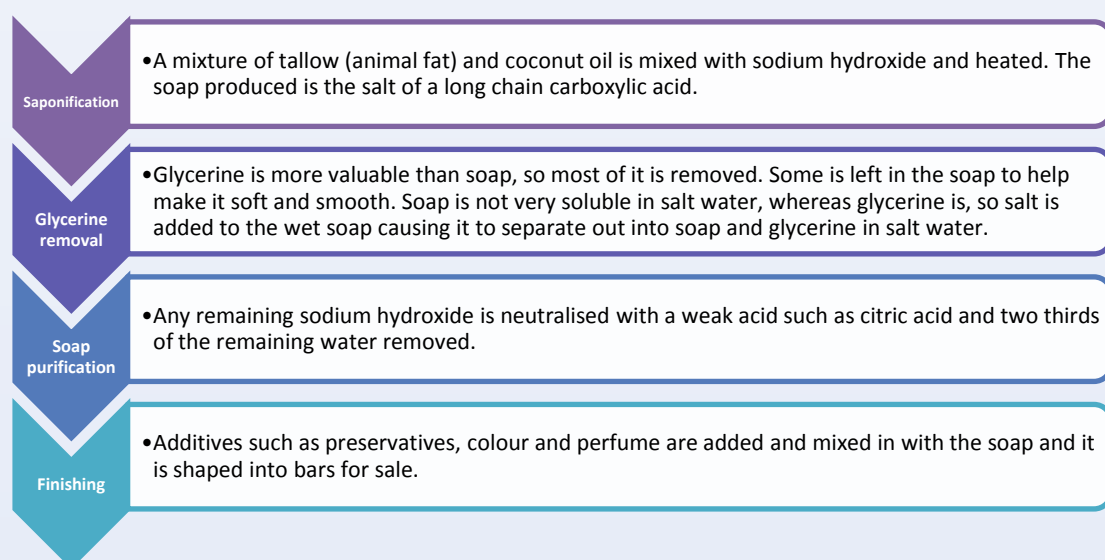 Saponification
•A mixture of tallow (animal fat) and coconut oil is mixed with sodium hydroxide and heated. The
soap produced is the salt of a long chain carboxylic acid.
Glycerine
removal
•Glycerine is more valuable than soap, so most of it is removed. Some is left in the soap to help
make it soft and smooth. Soap is not very soluble in salt water, whereas glycerine is, so salt is
added to the wet soap causing it to separate out into soap and glycerine in salt water.
Soap
purification
•Any remaining sodium hydroxide is neutralised with a weak acid such as citric acid and two thirds
of the remaining water removed.
Finishing
•Additives such as preservatives, colour and perfume are added and mixed in with the soap and it
is shaped into bars for sale.